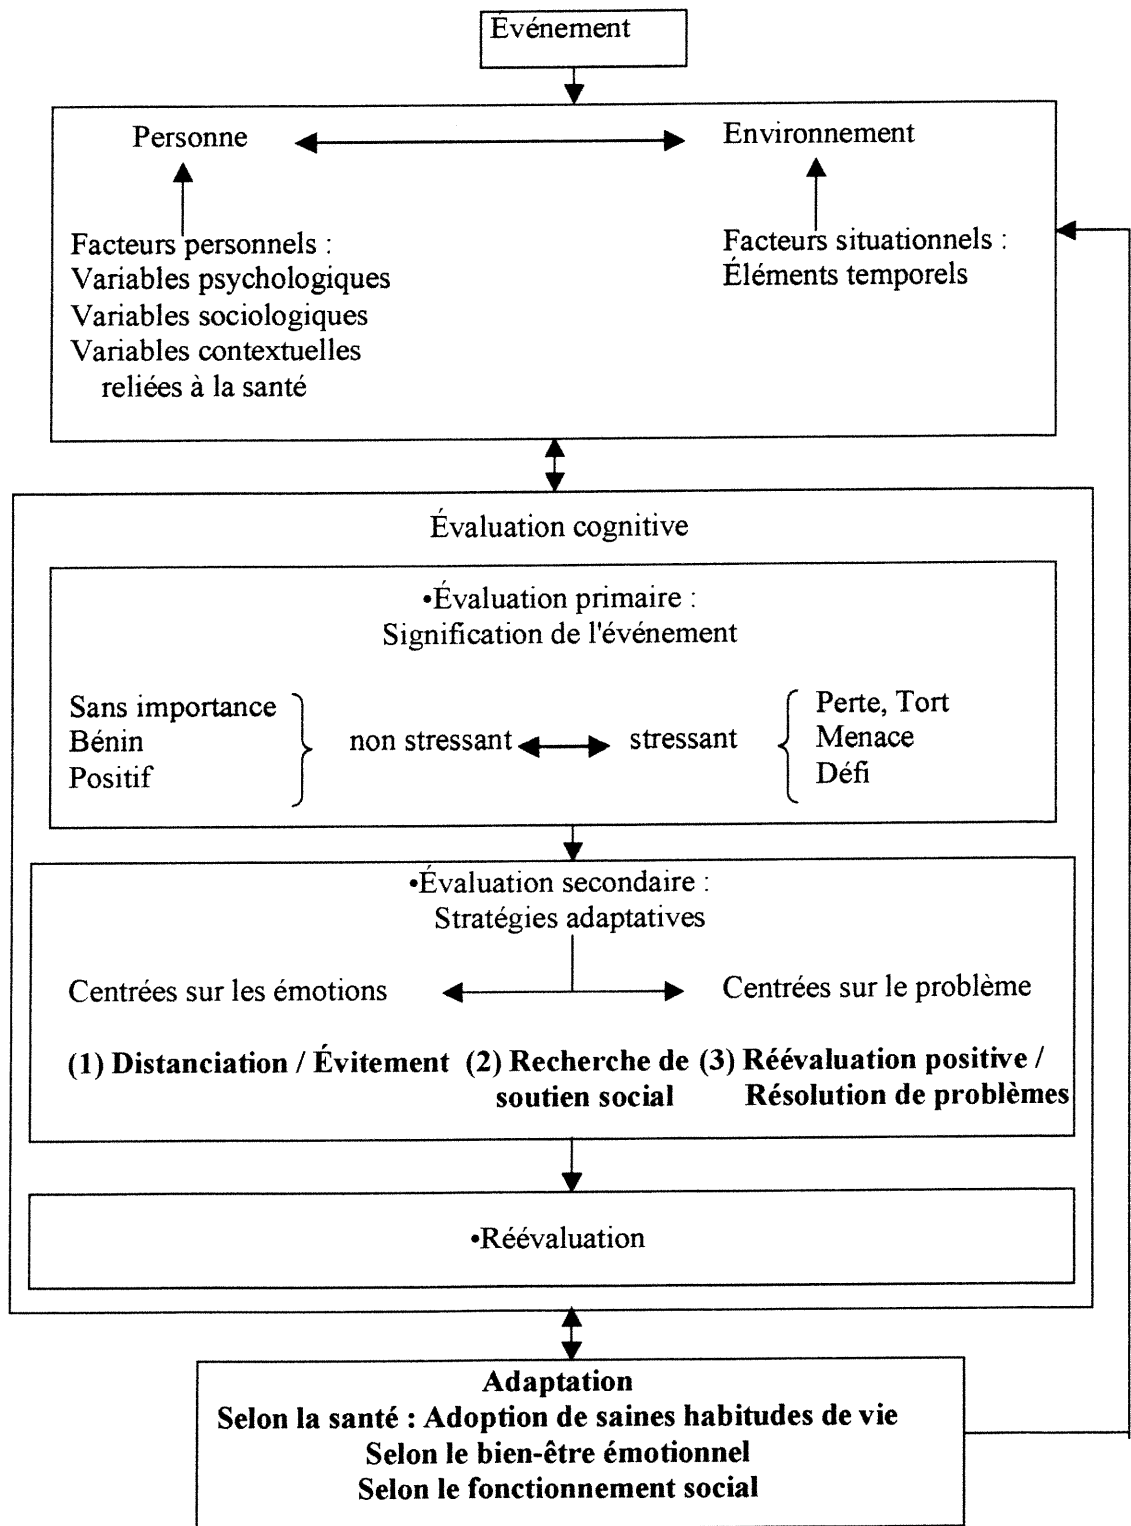 Événement
Personne
Environnement
Facteurs personnels :
Variables psychologiques
Variables sociologiques
Variables contextuelles
reliées à la santé
Facteurs situationnels :
Éléments temporels
Évaluation cognitive
•Évaluation primaire :
Signification de l'événement
Sans importance
Bénin
Positif
non stressant
stressant
Perte, Tort
Menace
Défi
•Évaluation secondaire :
Stratégies adaptatives
Centrées sur les émotions
Centrées sur le problème
(1) Distanciation / Évitement
(2) Recherche de
soutien social
(3) Réévaluation positive /
Résolution de problèmes
•Réévaluation
Adaptation
Selon la santé : Adoption de saines habitudes de vie
Selon le bien-être émotionnel
Selon le fonctionnement social